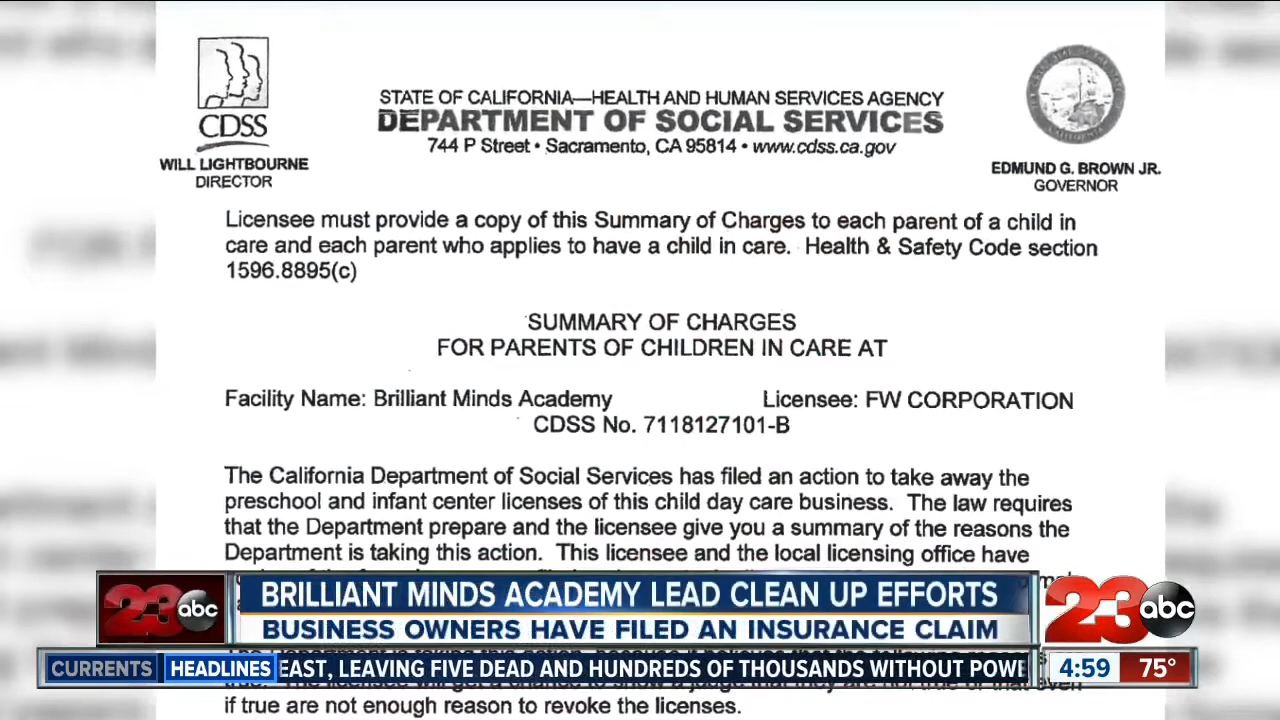 CDSS
WILL LIGHTBOURNE
DIRECTOR
STATE OF CALIFORNIA—HEALTH AND HUMAN SERVICES AGENCY
DEPARTMENT OF SOCIAL SERVICES
744 P Street • Sacramento, CA 95814 • www.cdss.ca.gov
EDMUND G. BROWN JR.
GOVERNOR
Licensee must provide a copy of this Summary of Charges to each parent of a child in
care and each parent who applies to have a child in care. Health & Safety Code section
1596.8895(c)
SUMMARY OF CHARGES
FOR PARENTS OF CHILDREN IN CARE AT
Facility Name: Brilliant Minds Academy Licensee: FW CORPORATION
CDSS No. 7118127101-B
The California Department of Social Services has filed an action to take away the
preschool and infant center licenses of this child day care business. The law requires
that the Department prepare and the licensee give you a summary of the reasons the
Department is taking this action. This licensee and the local licensing office have
23 abc
BRILLIANT MINDS ACADEMY LEAD CLEAN UP EFFORTS
BUSINESS OWNERS HAVE FILED AN INSURANCE CLAIM
23 abc
CURRENTS HEADLINES EAST, LEAVING FIVE DEAD AND HUNDREDS OF THOUSANDS WITHOUT POWE
4:59 75°
if true are not enough reason to revoke the licenses.